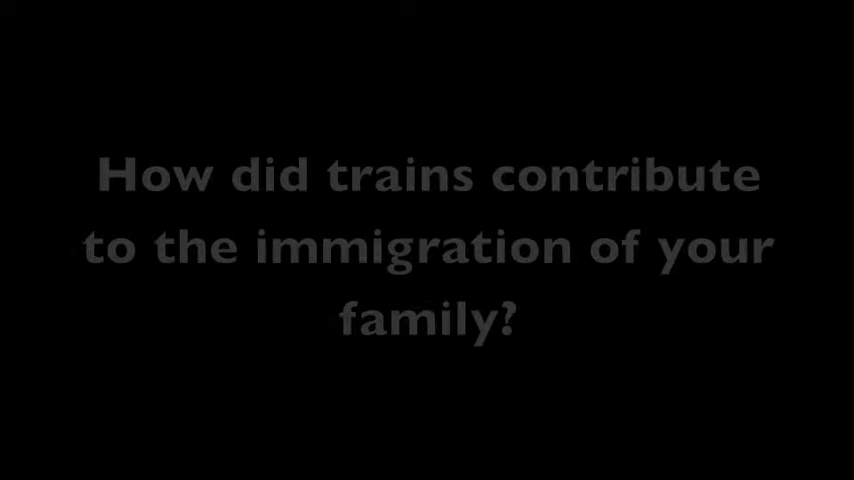 How did trains contribute
to the immigration of your
family?